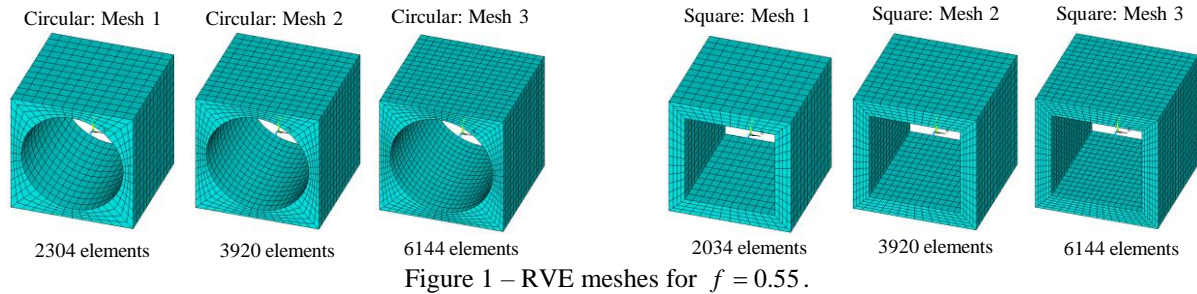 Circular: Mesh 1 Circular: Mesh 2 Circular: Mesh 3 Square: Mesh 1 Square: Mesh 2 Square: Mesh 3
2304 elements 3920 elements 6144 elements 2034 elements 3920 elements 6144 elements
Figure 1 – RVE meshes for f = 0.55.